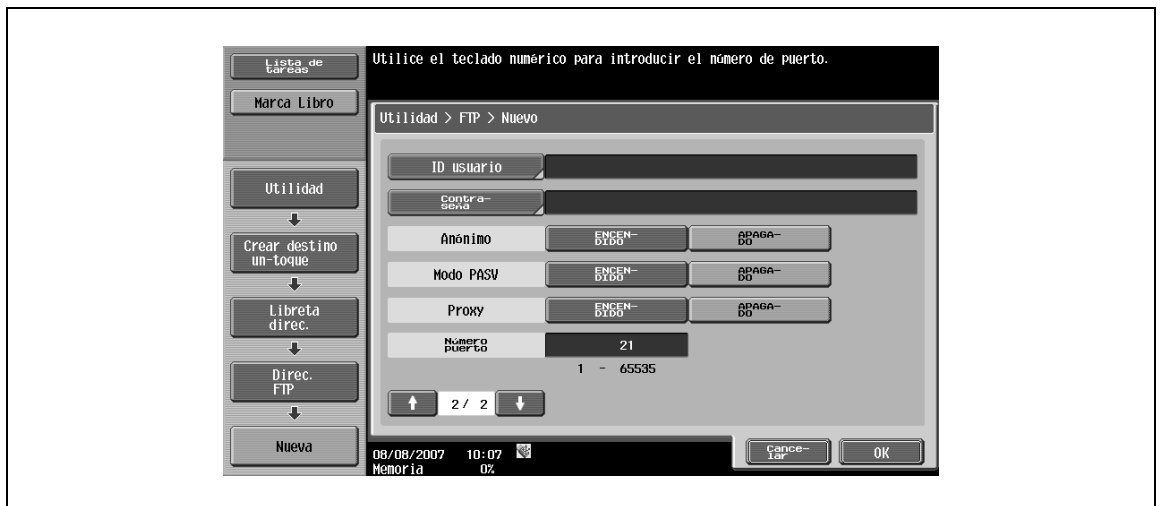 Lista de
tareas
Marca Libro
Utilidad
Crear destino
un-toque
Libreta
direc.
Direc.
FTP
Nueva
Utilice el teclado numérico para introducir el número de puerto.
Utilidad > FTP > Nuevo
ID usuario
Contra-
seña
Anónimo
ENCEN-
DIDO
APAGA-
DO
Modo PASV
ENCEN-
DIDO
APAGA-
DO
Proxy
ENCEN-
DIDO
APAGA-
DO
Número
puerto
21
1 - 65535
2/ 2
08/08/2007 10:07
Memoria 0%
Cance-
lar
OK